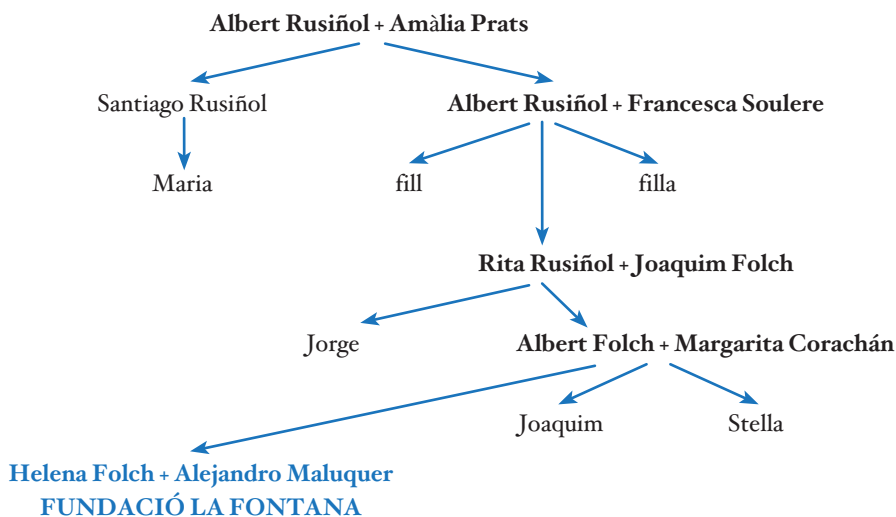 Albert Rusiñol + Amàlia Prats
Santiago Rusiñol
Albert Rusiñol + Francesca Soulere
Maria
fill
filla
Rita Rusiñol + Joaquim Folch
Jorge
Albert Folch + Margarita Corachán
Joaquim
Stella
Helena Folch + Alejandro Maluquer
FUNDACIÓ LA FONTANA